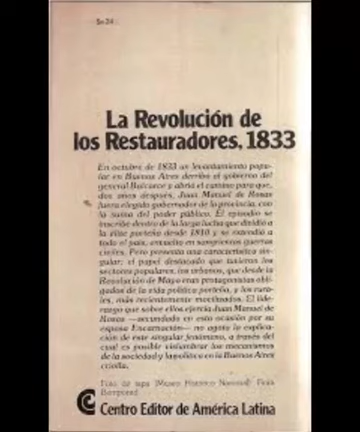 La Revolución de
los Restauradores, 1833
En octubre de 1833 un levantamiento popu-
lar en Buenos Aires derriba al gobierno del
general Balcarce y abrió el camino para que,
dos años después, Juan Manuel de Rosas
fuera elegido gobernador de la provincia, con
la suma del poder público. El episodio se
inscribe dentro de la larga lucha que dividió a
la élite porteña desde 1810 y se extendió a
todo el país, envuelto en sangrientas guerras
civiles. Pero presenta una característica sin-
gular: el papel destacado que tuvieron los
sectores populares, los urbanos, que desde la
Revolución de Mayo eran protagonistas obli-
gados de la vida política porteña, y los rura-
les, más recientemente movilizados. El lide-
razgo que sobre ellos ejercía Juan Manuel de
Rosas —secundado en esta ocasión por su
esposa Encarnación— no agota la explica-
ción de este singular fenómeno, a través del
cual es posible vislumbrar los mecanismos
de la sociedad y la política en la Buenos Aires
criolla.
Foto de tapa (Museo Histórico Nacional)
Centro Editor de América Latina